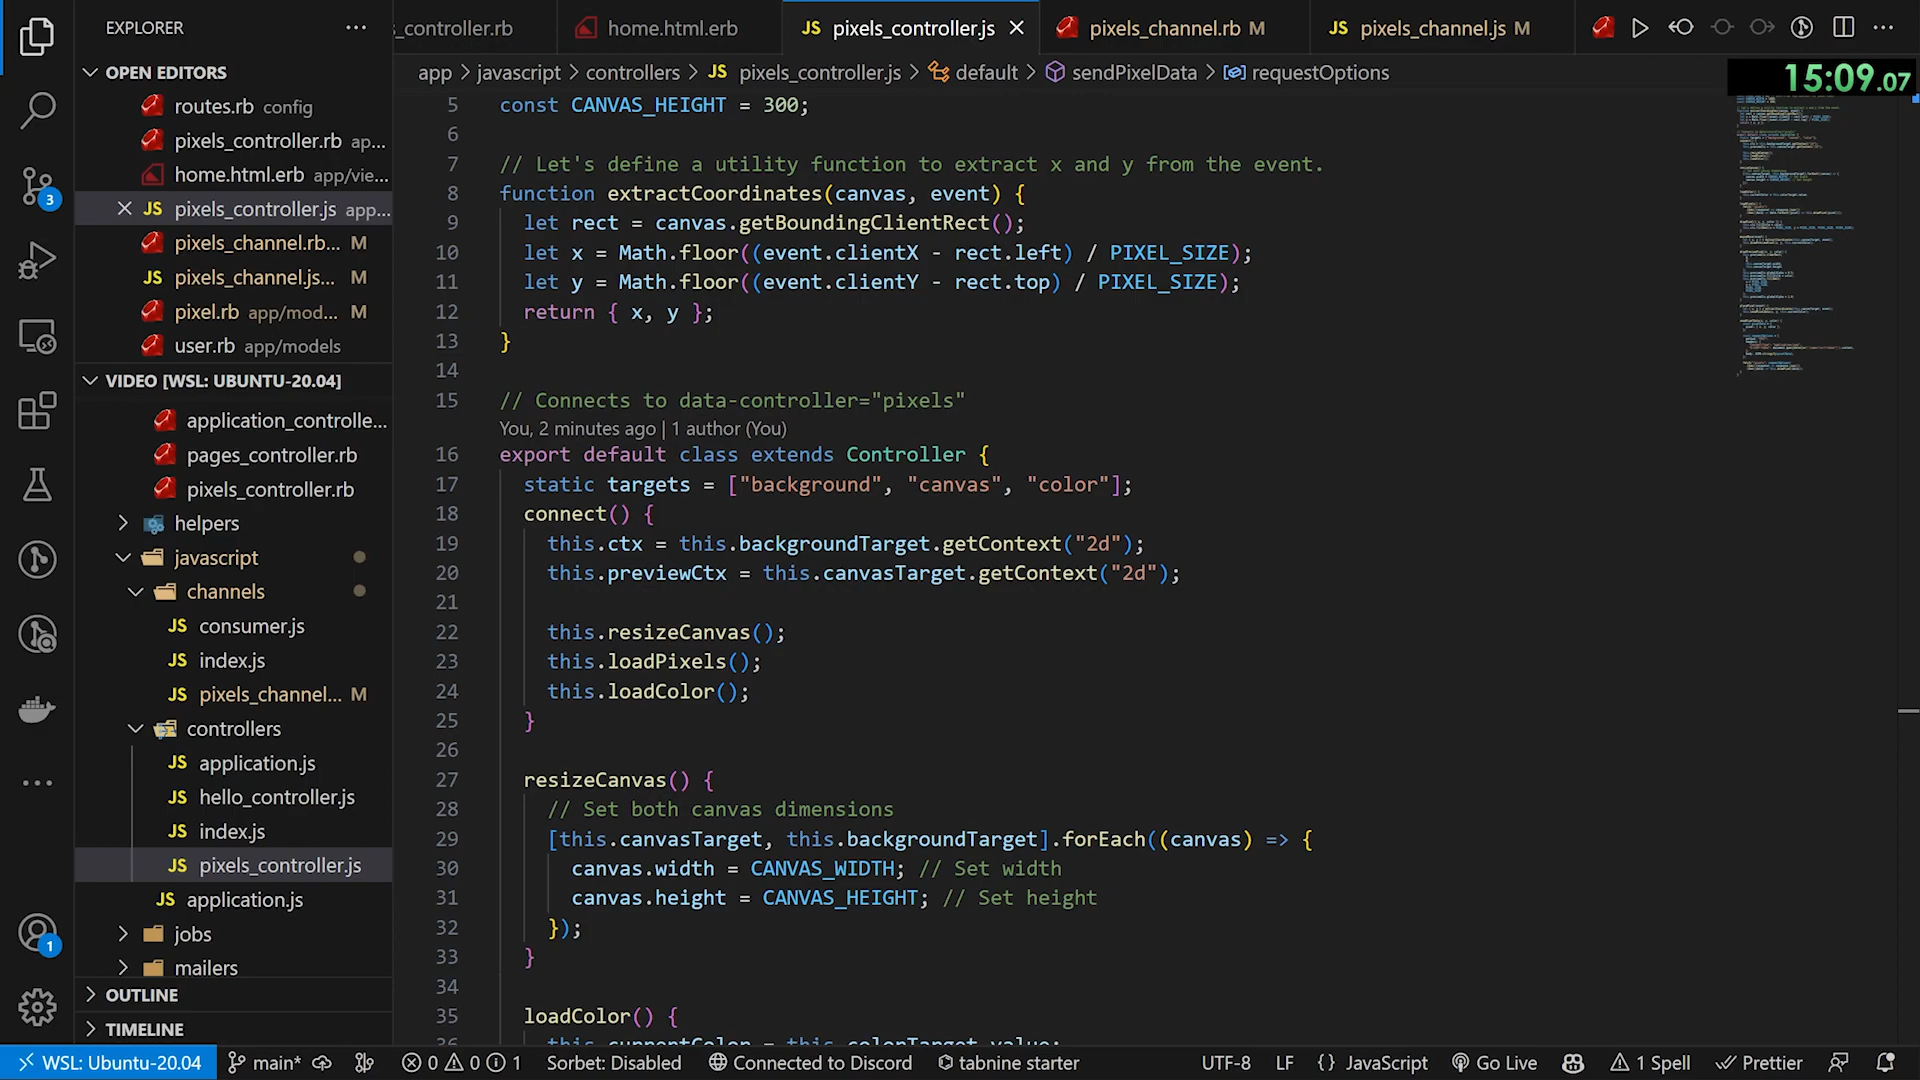 EXPLORER
OPEN EDITORS
routes.rb config
pixels_controller.rb ap...
home.html.erb app/vie...
pixels_controller.js app...
pixels_channel.rb... M
pixels_channel.js... M
pixel.rb app/mod... M
user.rb app/models
VIDEO [WSL: UBUNTU-20.04]
application_controlle...
pages_controller.rb
pixels_controller.rb
helpers
javascript
channels
consumer.js
index.js
pixels_channel... M
controllers
application.js
hello_controller.js
index.js
pixels_controller.js
application.js
jobs
mailers
OUTLINE
TIMELINE
3
1
s_controller.rb
home.html.erb
JS pixels_controller.js
pixels_channel.rb M
JS pixels_channel.js M
app > javascript > controllers > JS pixels_controller.js > default > sendPixelData > requestOptions
15:09.07
5 const CANVAS_HEIGHT = 300;
6
7 // Let's define a utility function to extract x and y from the event.
8 function extractCoordinates(canvas, event) {
9 let rect = canvas.getBoundingClientRect();
10 let x = Math.floor((event.clientX - rect.left) / PIXEL_SIZE);
11 let y = Math.floor((event.clientY - rect.top) / PIXEL_SIZE);
12 return { x, y };
13 }
14
15 // Connects to data-controller="pixels"
You, 2 minutes ago | 1 author (You)
16 export default class extends Controller {
17 static targets = ["background", "canvas", "color"];
18 connect() {
19 this.ctx = this.backgroundTarget.getContext("2d");
20 this.previewCtx = this.canvasTarget.getContext("2d");
21
22 this.resizeCanvas();
23 this.loadPixels();
24 this.loadColor();
25 }
26
27 resizeCanvas() {
28 // Set both canvas dimensions
29 [this.canvasTarget, this.backgroundTarget].forEach((canvas) => {
30 canvas.width = CANVAS_WIDTH; // Set width
31 canvas.height = CANVAS_HEIGHT; // Set height
32 });
33 }
34
35 loadColor() {
36 this.currentColor = this.colorTarget.value;
WSL: Ubuntu-20.04 main* 0 0 1 Sorbet: Disabled Connected to Discord tabnine starter UTF-8 LF {} JavaScript Go Live 1 Spell Prettier